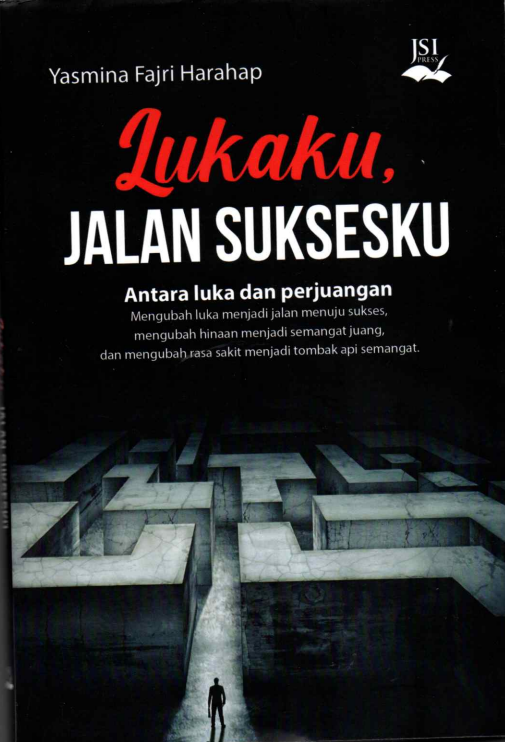 JSI
PRESS
Yasmina Fajri Harahap
Lukaku,
JALAN SUKSESKU
Antara luka dan perjuangan
Mengubah luka menjadi jalan menuju sukses,
mengubah hinaan menjadi semangat juang,
dan mengubah rasa sakit menjadi tombak api semangat.